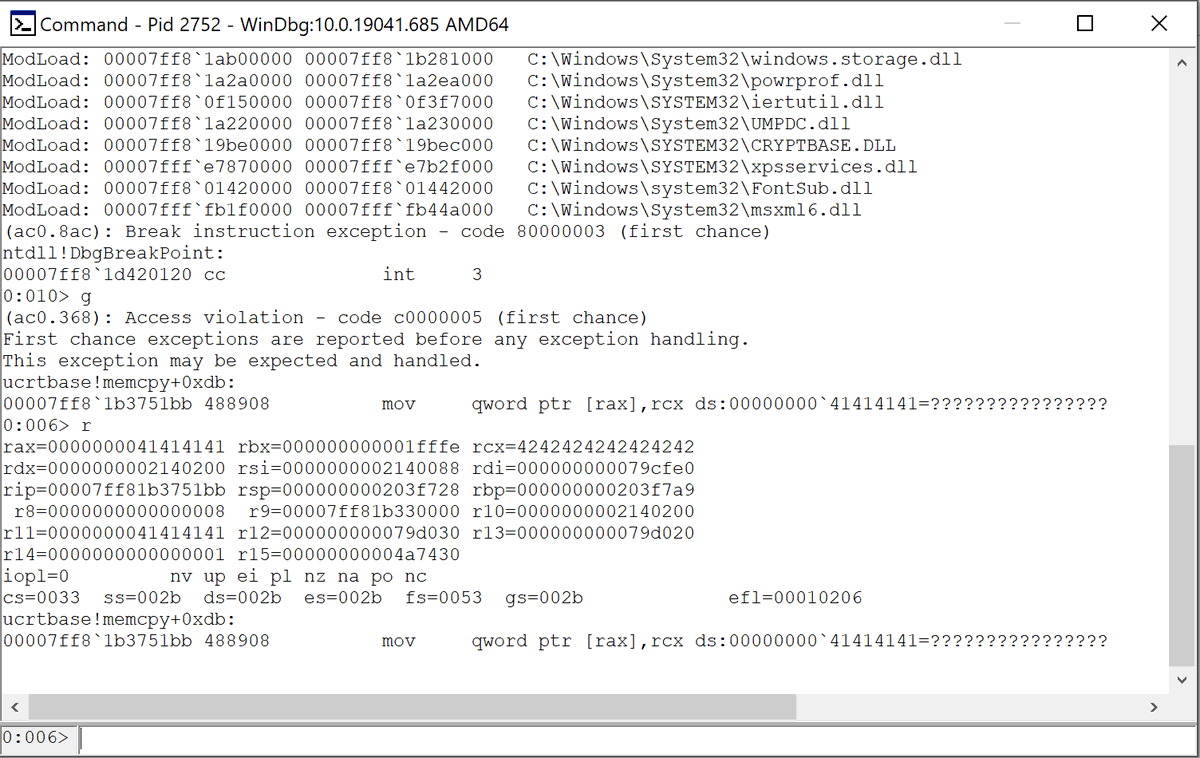 Command - Pid 2752 - WinDbg:10.0.19041.685 AMD64
ModLoad: 00007ff8`1ab00000 00007ff8`1b281000   C:\Windows\System32\windows.storage.dll
ModLoad: 00007ff8`1a2a0000 00007ff8`1a2ea000   C:\Windows\System32\powrprof.dll
ModLoad: 00007ff8`0f150000 00007ff8`0f3f7000   C:\Windows\SYSTEM32\iertutil.dll
ModLoad: 00007ff8`1a220000 00007ff8`1a230000   C:\Windows\System32\UMPDC.dll
ModLoad: 00007ff8`19be0000 00007ff8`19bec000   C:\Windows\SYSTEM32\CRYPTBASE.DLL
ModLoad: 00007fff`e7870000 00007fff`e7b2f000   C:\Windows\SYSTEM32\xpsservices.dll
ModLoad: 00007ff8`01420000 00007ff8`01442000   C:\Windows\system32\FontSub.dll
ModLoad: 00007fff`fb1f0000 00007fff`fb44a000   C:\Windows\System32\msxml6.dll
(ac0.8ac): Break instruction exception - code 80000003 (first chance)
ntdll!DbgBreakPoint:
00007ff8`1d420120 cc              int     3
0:010> g
(ac0.368): Access violation - code c0000005 (first chance)
First chance exceptions are reported before any exception handling.
This exception may be expected and handled.
ucrtbase!memcpy+0xdb:
00007ff8`1b3751bb 488908          mov     qword ptr [rax],rcx ds:00000000`41414141=????????????????
0:006> r
rax=0000000041414141 rbx=000000000001fffe rcx=4242424242424242
rdx=0000000002140200 rsi=0000000002140088 rdi=000000000079cfe0
rip=00007ff81b3751bb rsp=000000000203f728 rbp=000000000203f7a9
 r8=0000000000000008  r9=00007ff81b330000 r10=0000000002140200
r11=0000000041414141 r12=000000000079d030 r13=000000000079d020
r14=0000000000000001 r15=00000000004a7430
iopl=0         nv up ei pl nz na po nc
cs=0033  ss=002b  ds=002b  es=002b  fs=0053  gs=002b             efl=00010206
ucrtbase!memcpy+0xdb:
00007ff8`1b3751bb 488908          mov     qword ptr [rax],rcx ds:00000000`41414141=????????????????
0:006>